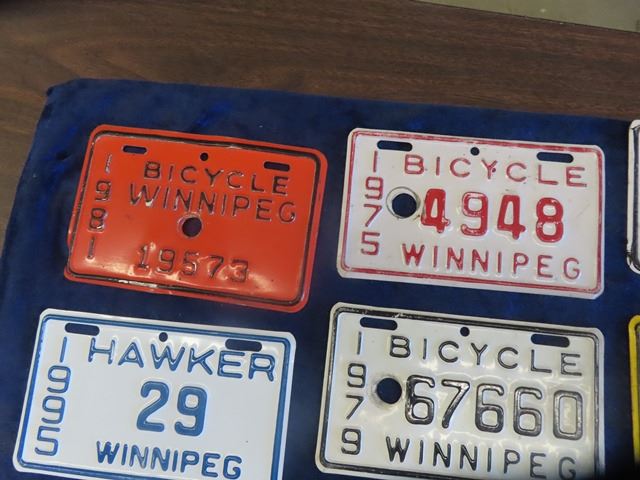 1981
BICYCLE
WINNIPEG
19573
1975
BICYCLE
4948
WINNIPEG
1995
HAWKER
29
WINNIPEG
1979
BICYCLE
67660
WINNIPEG